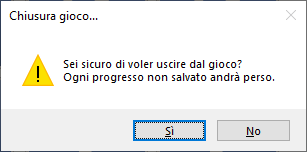 Chiusura gioco...
Sei sicuro di voler uscire dal gioco?
Ogni progresso non salvato andrà perso.
Sì
No